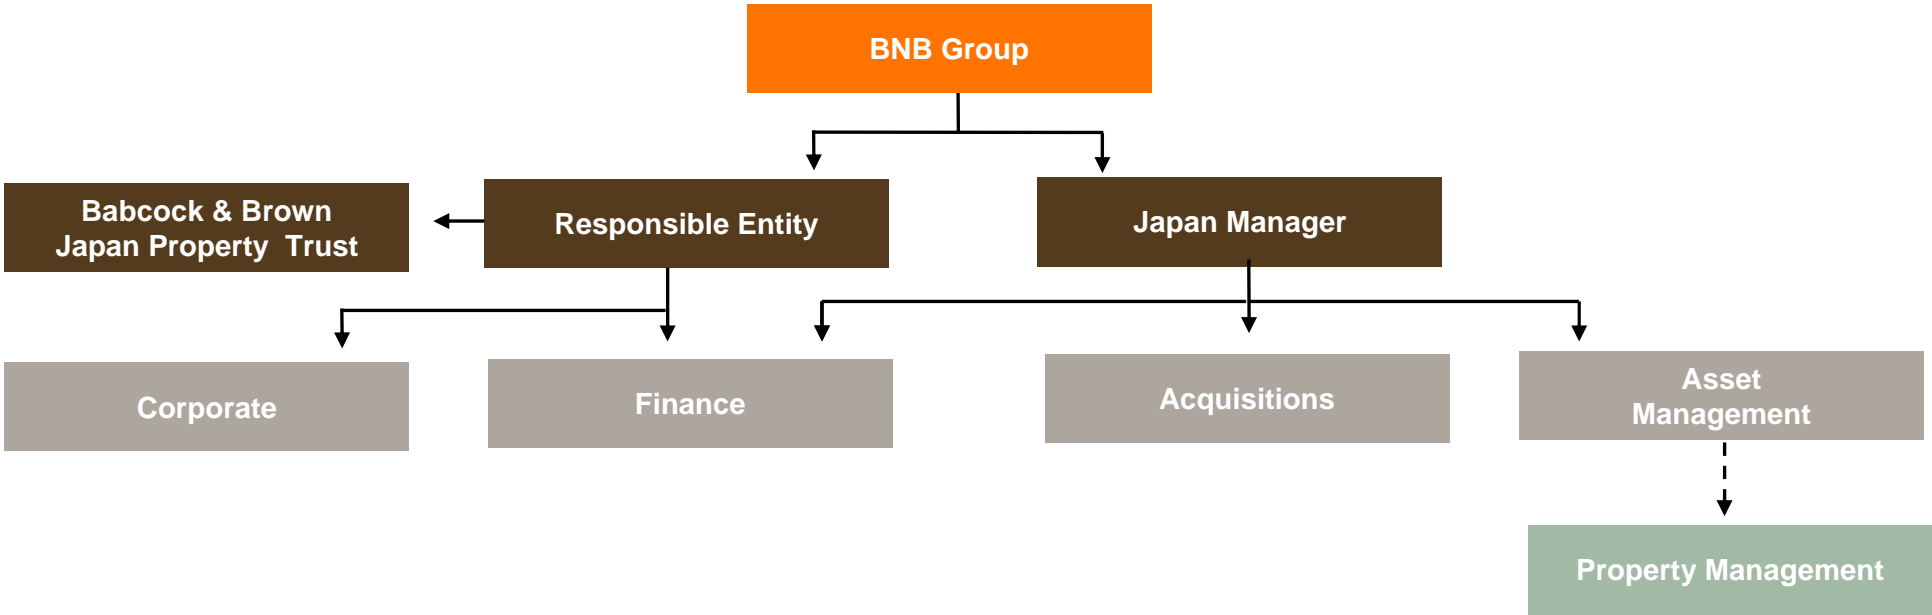 BNB Group
Babcock & Brown
Japan Property Trust
Responsible Entity
Japan Manager
Corporate
Finance
Acquisitions
Asset
Management
Property Management